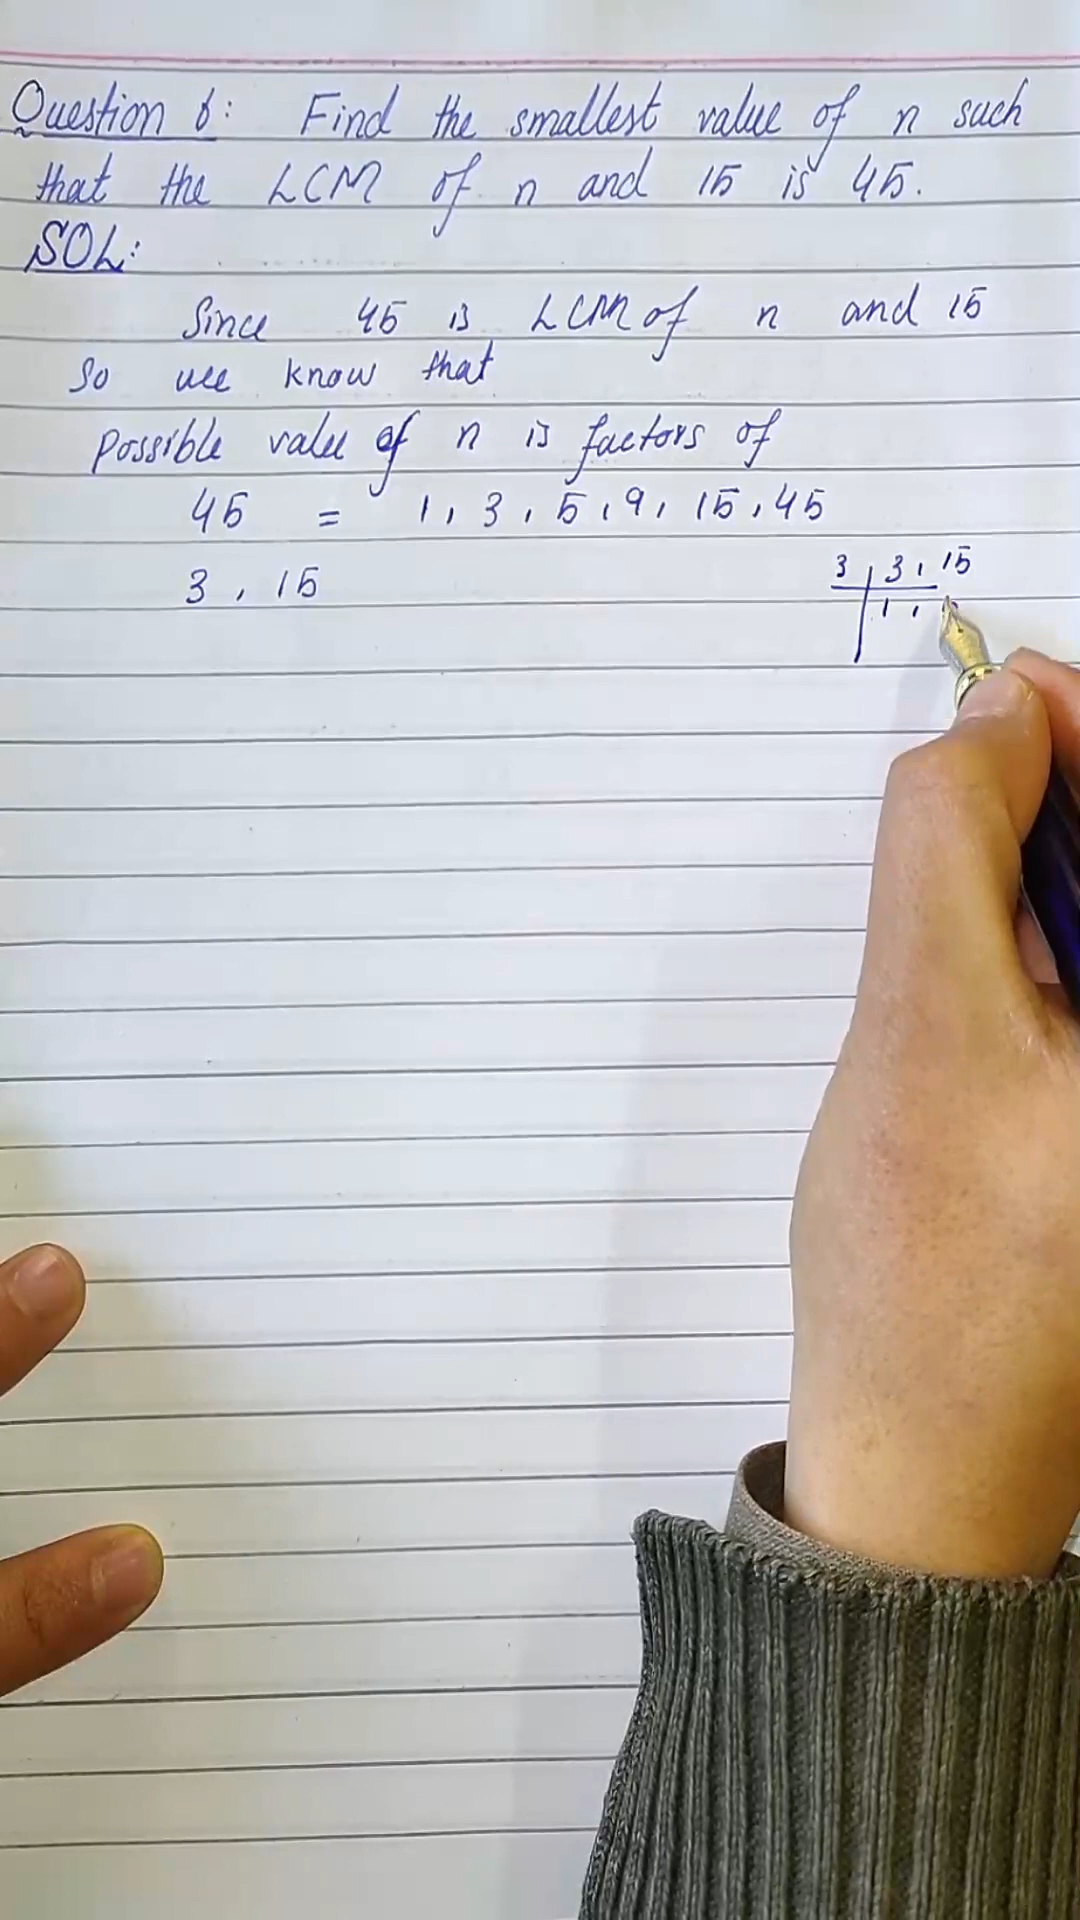 Question 6: Find the smallest value of n such
that the LCM of n and 15 is 45.
SOL:
Since 45 is LCM of n and 15
So we know that
Possible value of n is factors of
45 = 1, 3, 5, 9, 15, 45
3, 15
3 3, 15
1,